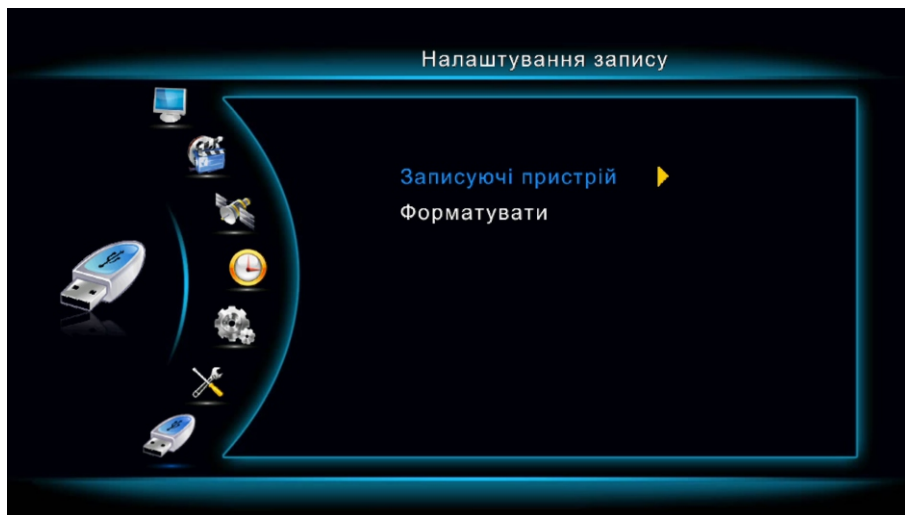 Налаштування запису
Записуючі пристрій
Форматувати